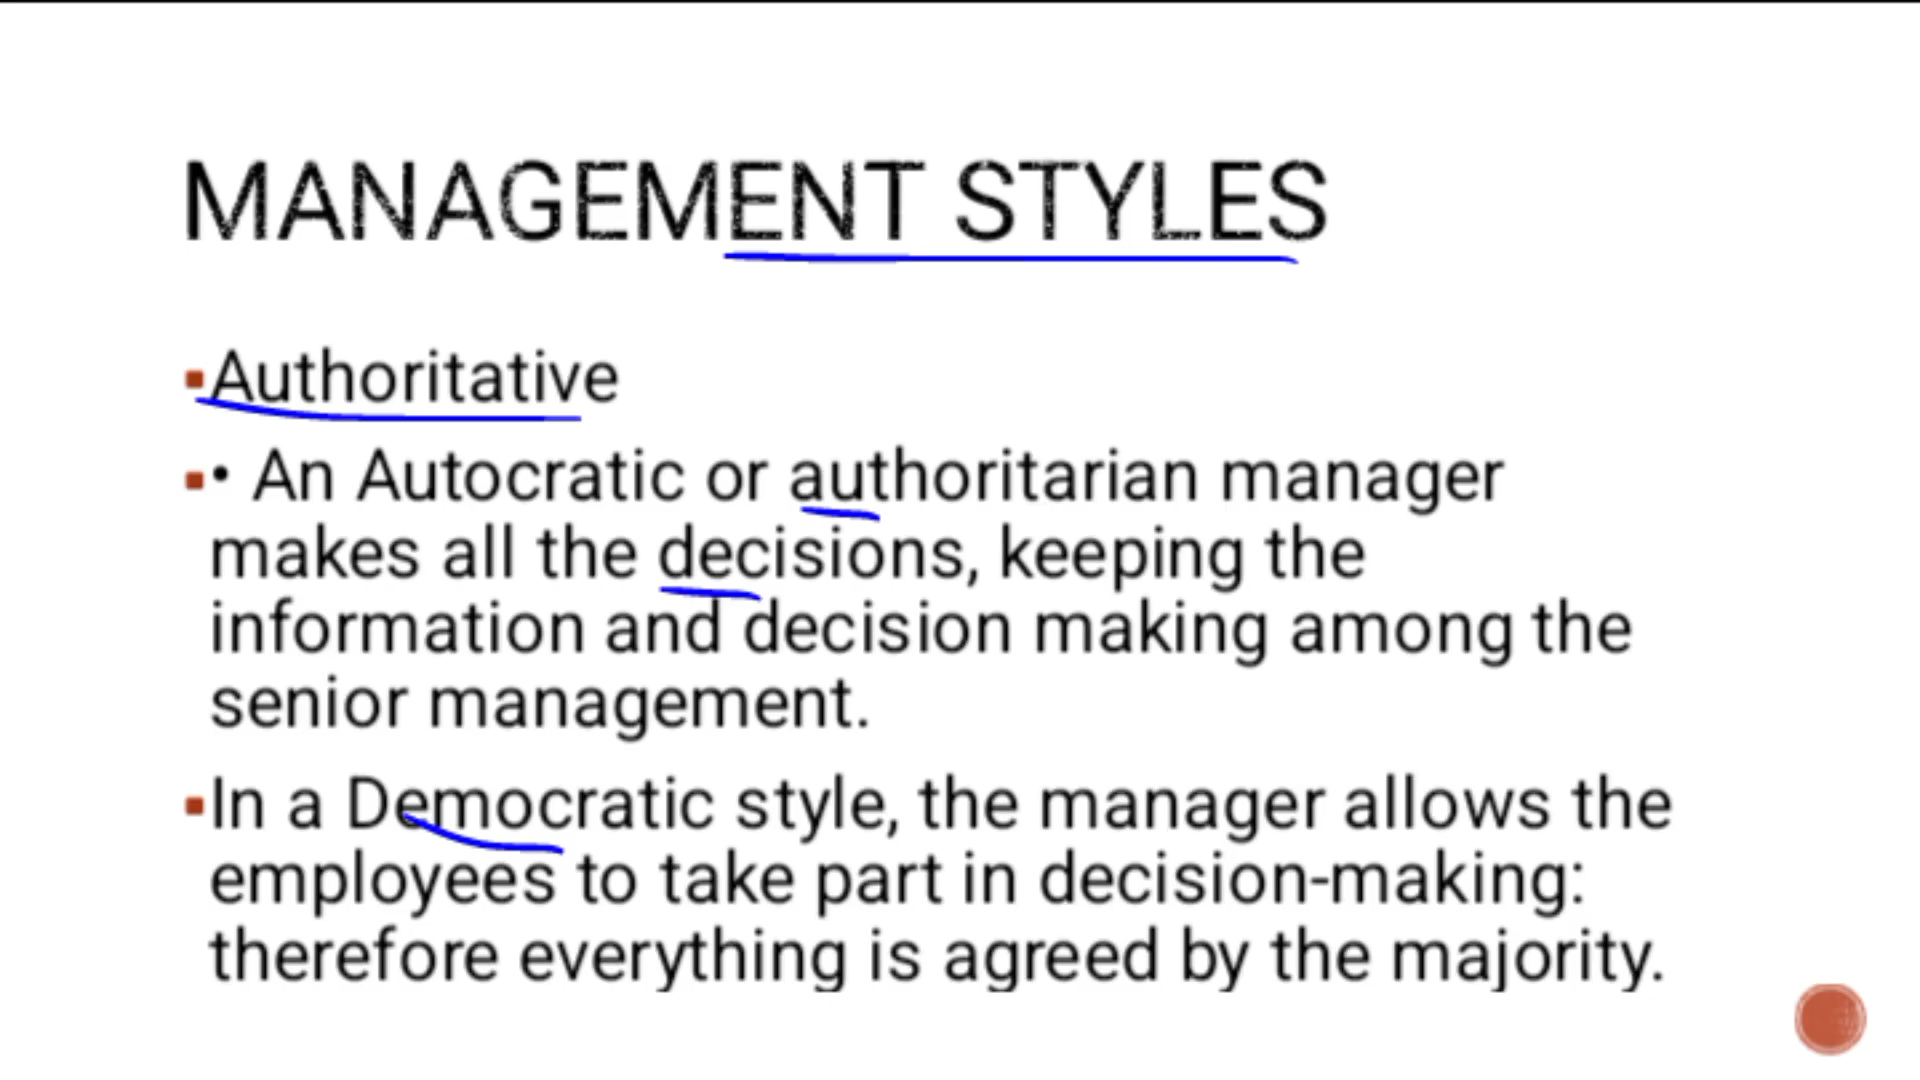 MANAGEMENT STYLES
▪Authoritative
▪• An Autocratic or authoritarian manager
makes all the decisions, keeping the
information and decision making among the
senior management.
▪In a Democratic style, the manager allows the
employees to take part in decision-making:
therefore everything is agreed by the majority.